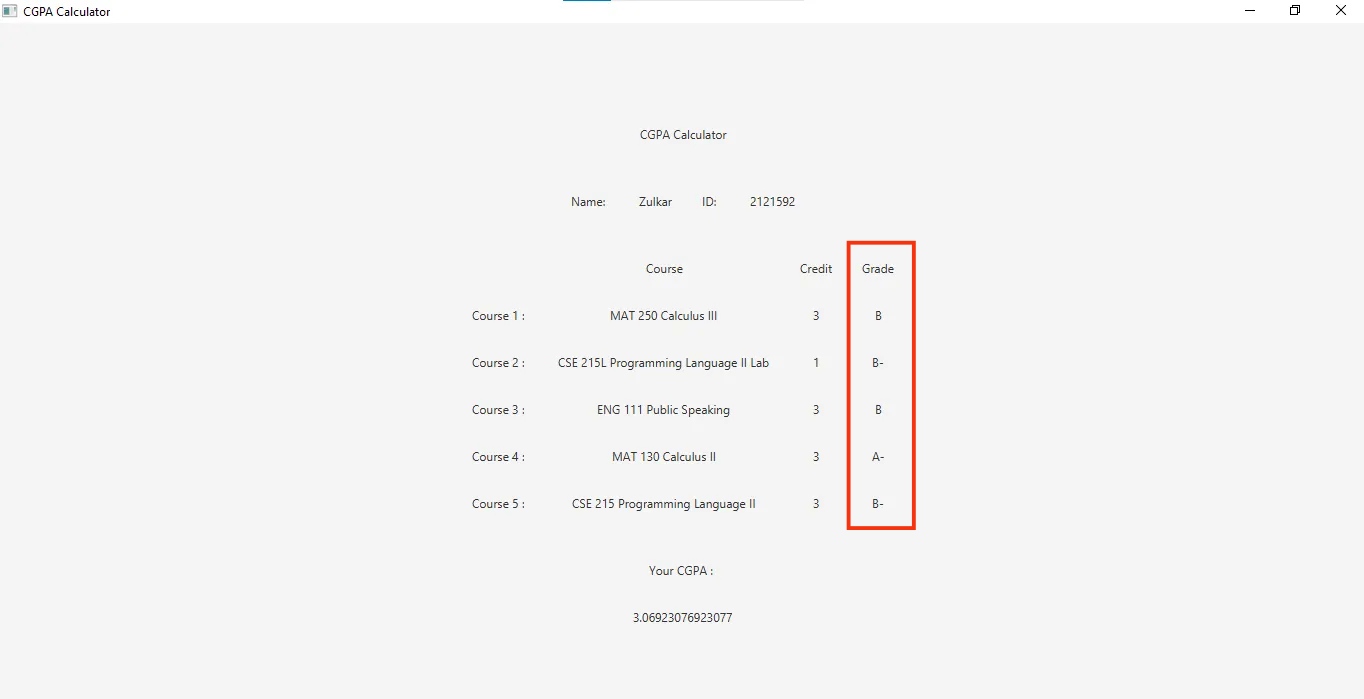 CGPA Calculator
CGPA Calculator
Name: Zulkar ID: 2121592
Course Credit Grade
Course 1 : MAT 250 Calculus III 3 B
Course 2 : CSE 215L Programming Language II Lab 1 B-
Course 3 : ENG 111 Public Speaking 3 B
Course 4 : MAT 130 Calculus II 3 A-
Course 5 : CSE 215 Programming Language II 3 B-
Your CGPA :
3.06923076923077